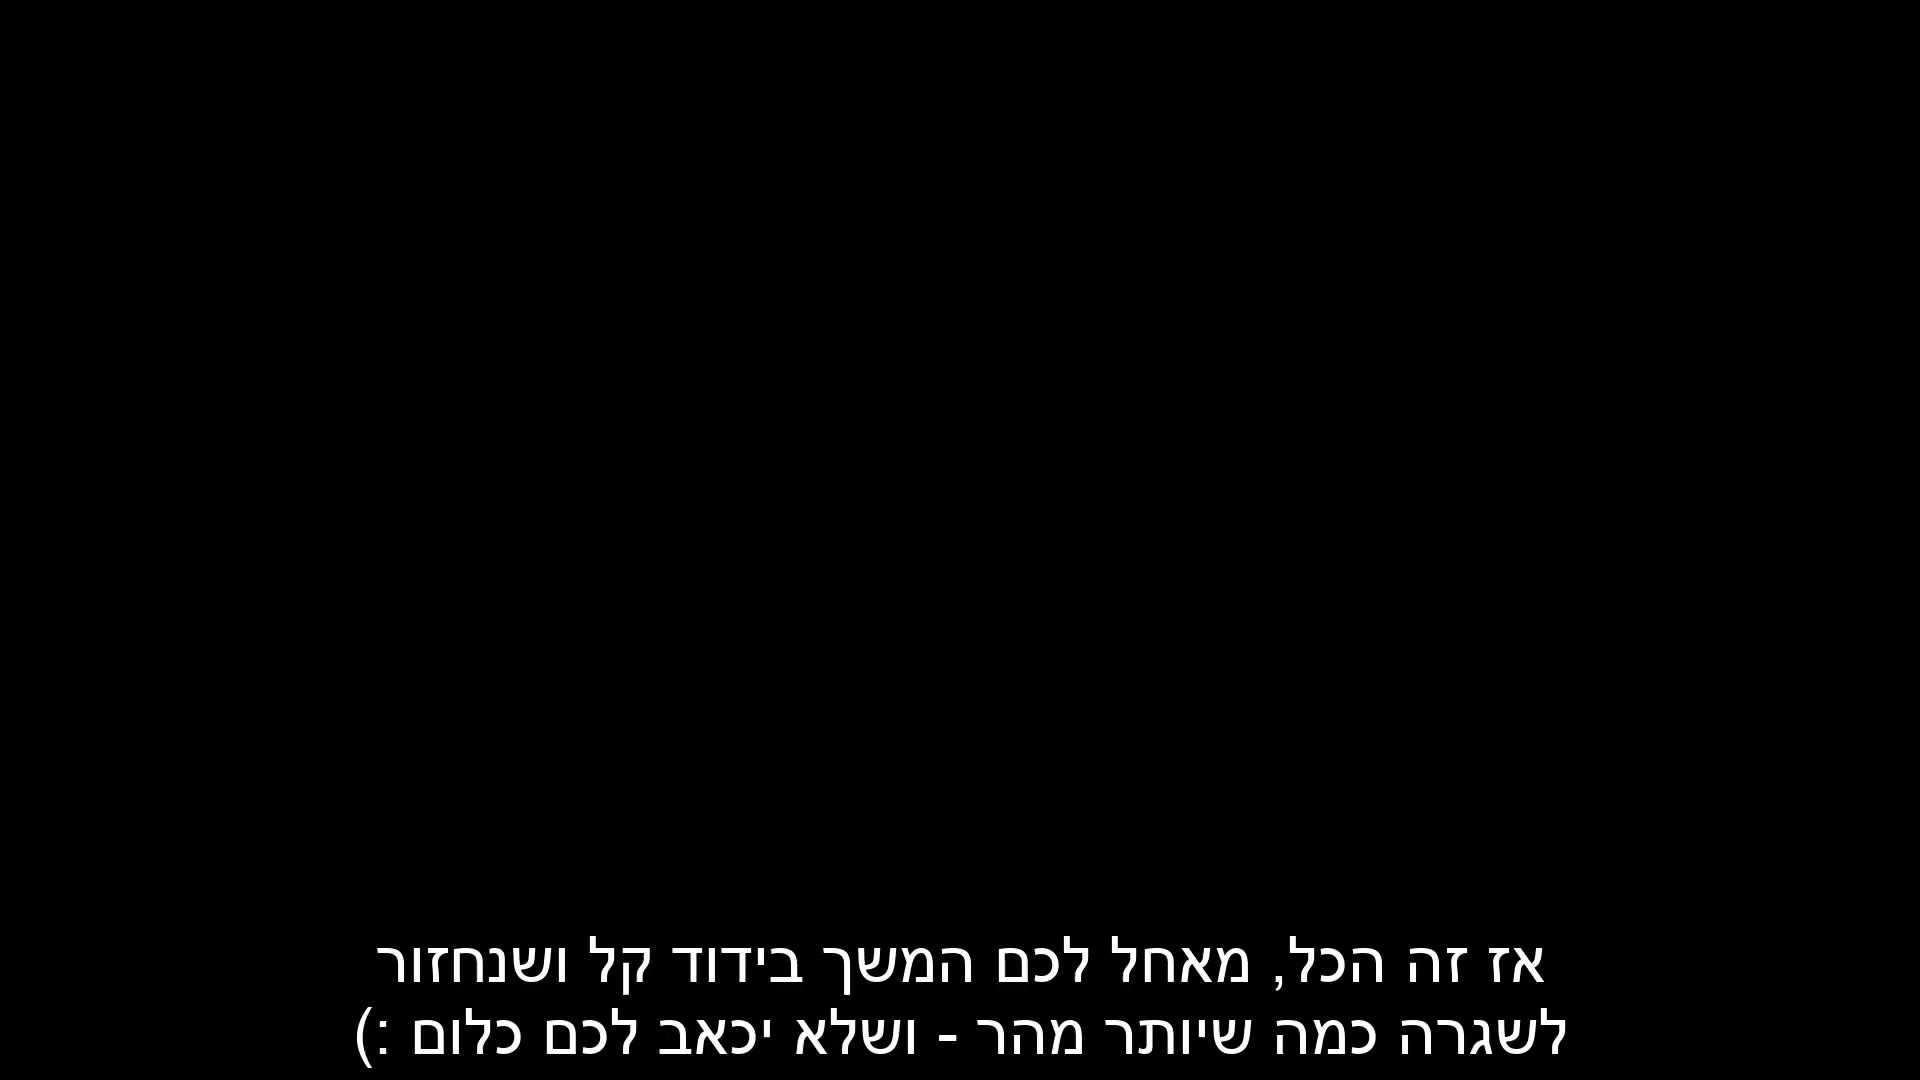 אז זה הכל, מאחל לכם המשך בידוד קל ושנחזור
לשגרה כמה שיותר מהר - ושלא יכאב לכם כלום :)